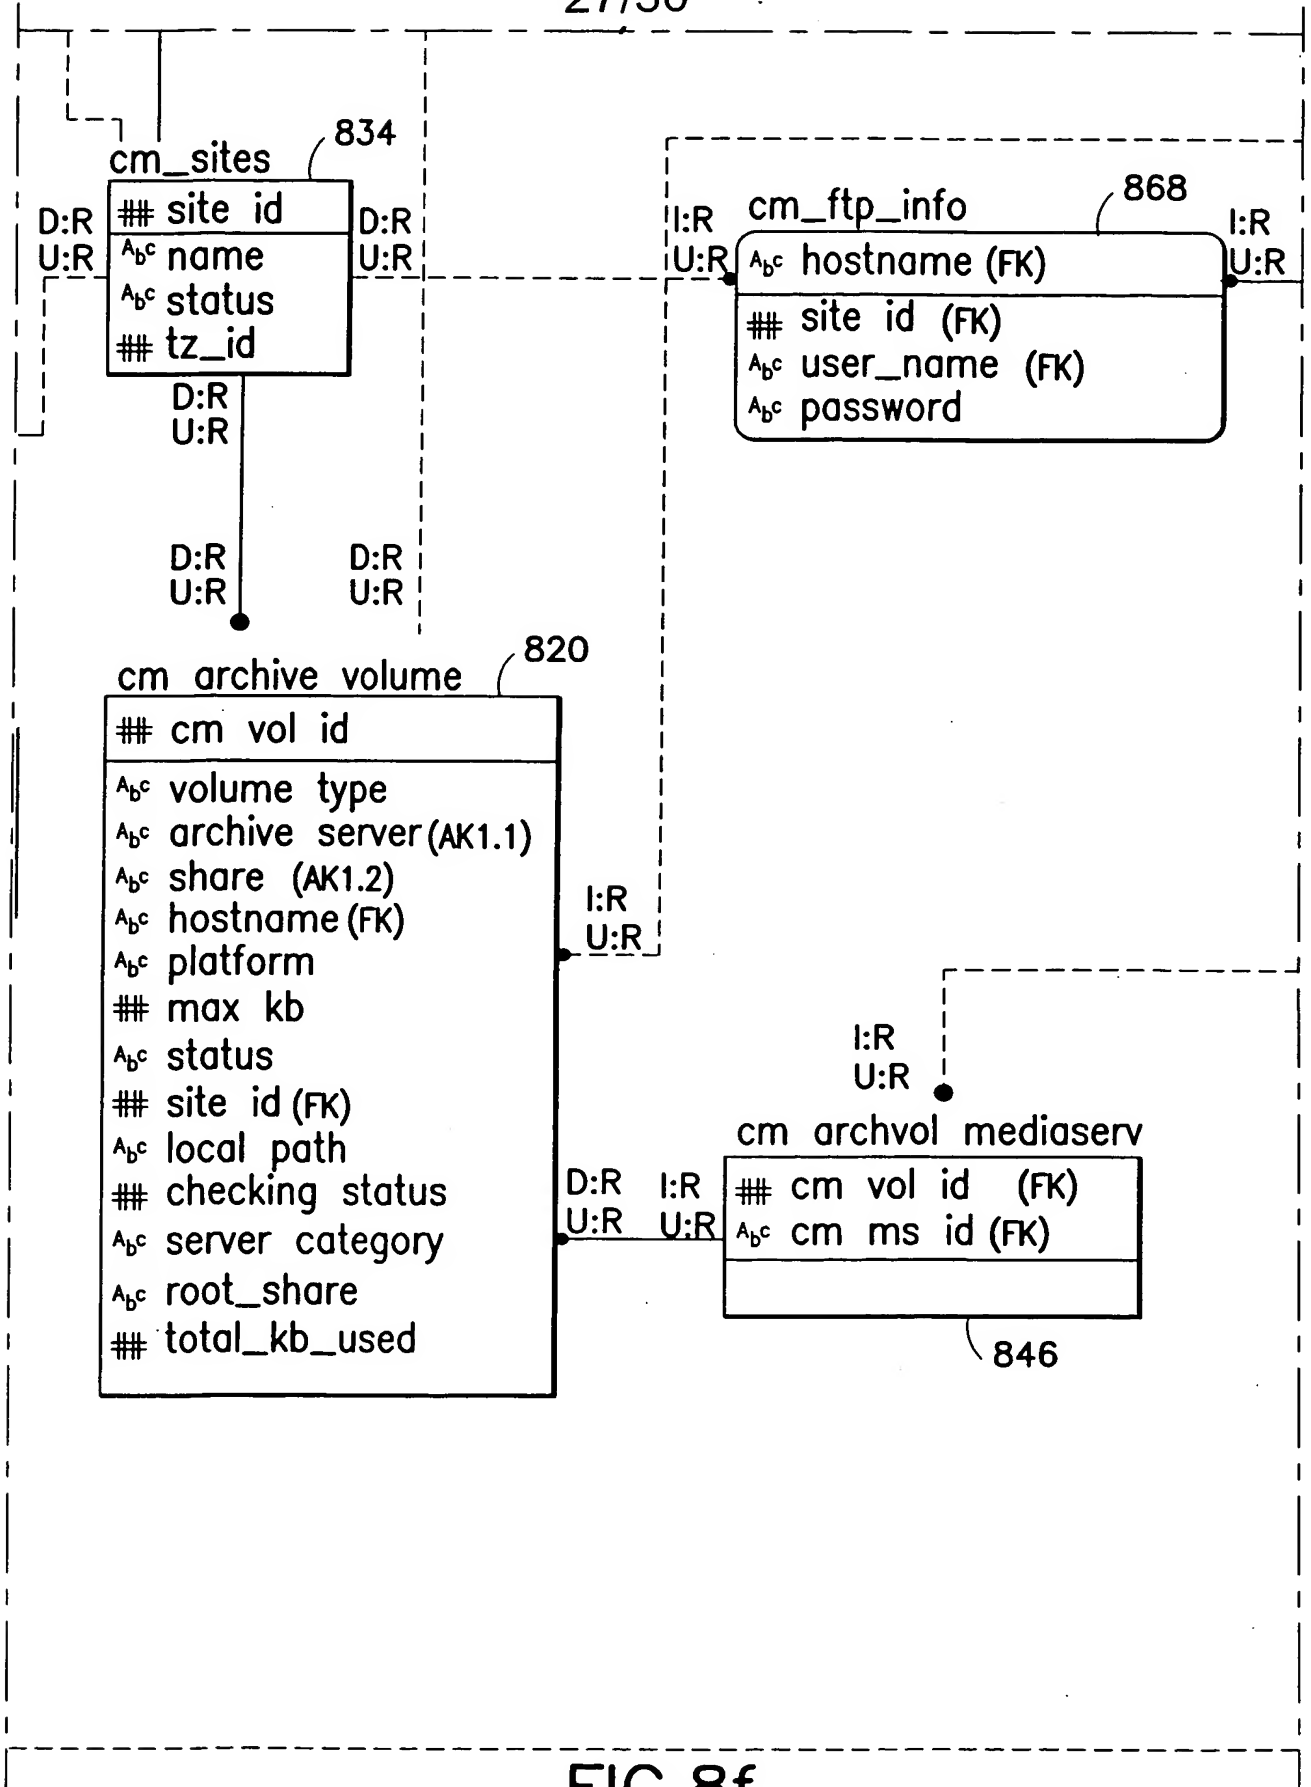 27/30
834
cm_sites
## site id
Abc name
Abc status
## tz_id
D:R
U:R
D:R
U:R
D:R
U:R
D:R
U:R
D:R
U:R
868
cm_ftp_info
Abc hostname (FK)
## site id (FK)
Abc user_name (FK)
Abc password
I:R
U:R
I:R
U:R
820
cm archive volume
## cm vol id
Abc volume type
Abc archive server (AK1.1)
Abc share (AK1.2)
Abc hostname (FK)
Abc platform
## max kb
Abc status
## site id (FK)
Abc local path
## checking status
Abc server category
Abc root_share
## total_kb_used
I:R
U:R
D:R
U:R
I:R
U:R
I:R
U:R
cm archvol mediaserv
## cm vol id (FK)
Abc cm ms id (FK)
846
FIG. 8f